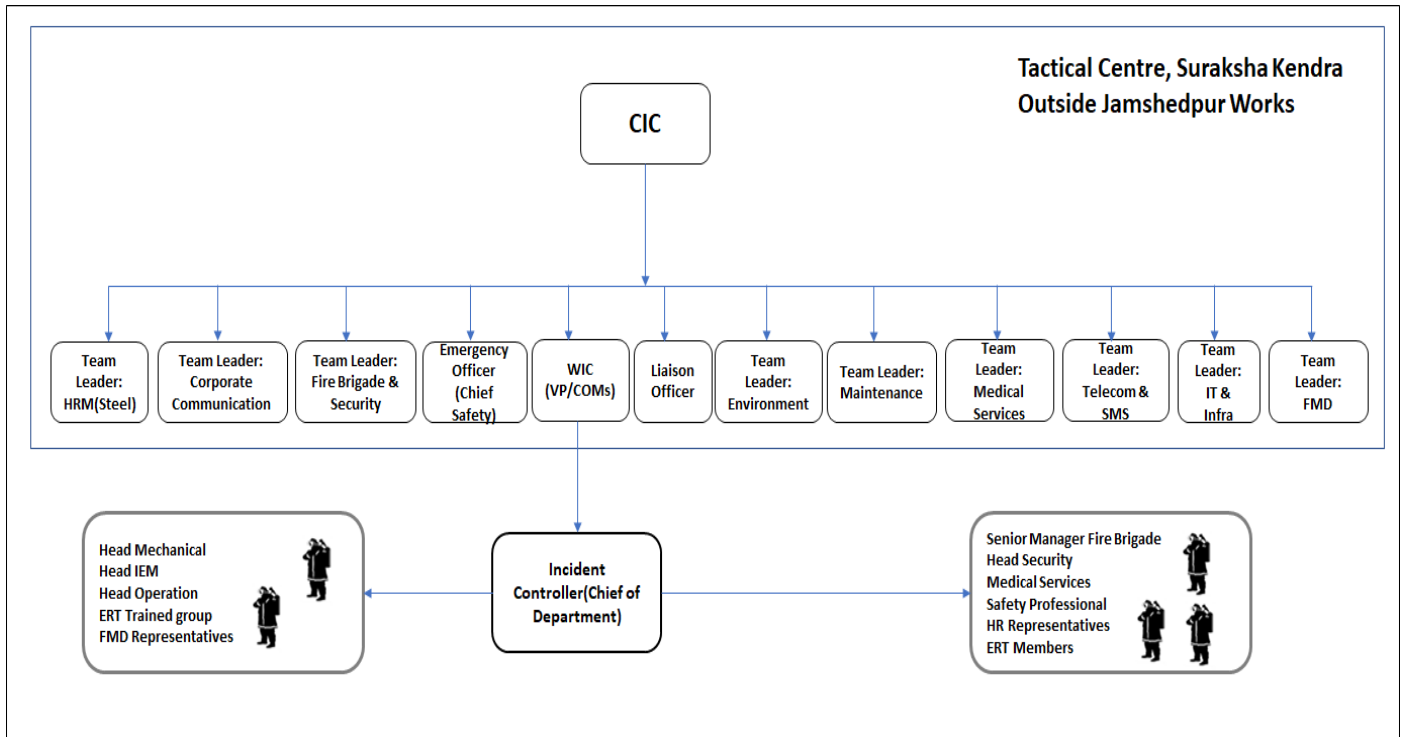 Tactical Centre, Suraksha Kendra
Outside Jamshedpur Works
CIC
Team
Leader:
HRM(Steel)
Team Leader:
Corporate
Communication
Team Leader:
Fire Brigade &
Security
Emergency
Officer
(Chief
Safety)
WIC
(VP/COMs)
Liaison
Officer
Team
Leader:
Environment
Team Leader:
Maintenance
Team
Leader:
Medical
Services
Team
Leader:
Telecom &
SMS
Team
Leader:
IT &
Infra
Team
Leader:
FMD
Head Mechanical
Head IEM
Head Operation
ERT Trained group
FMD Representatives
Incident
Controller(Chief of
Department)
Senior Manager Fire Brigade
Head Security
Medical Services
Safety Professional
HR Representatives
ERT Members